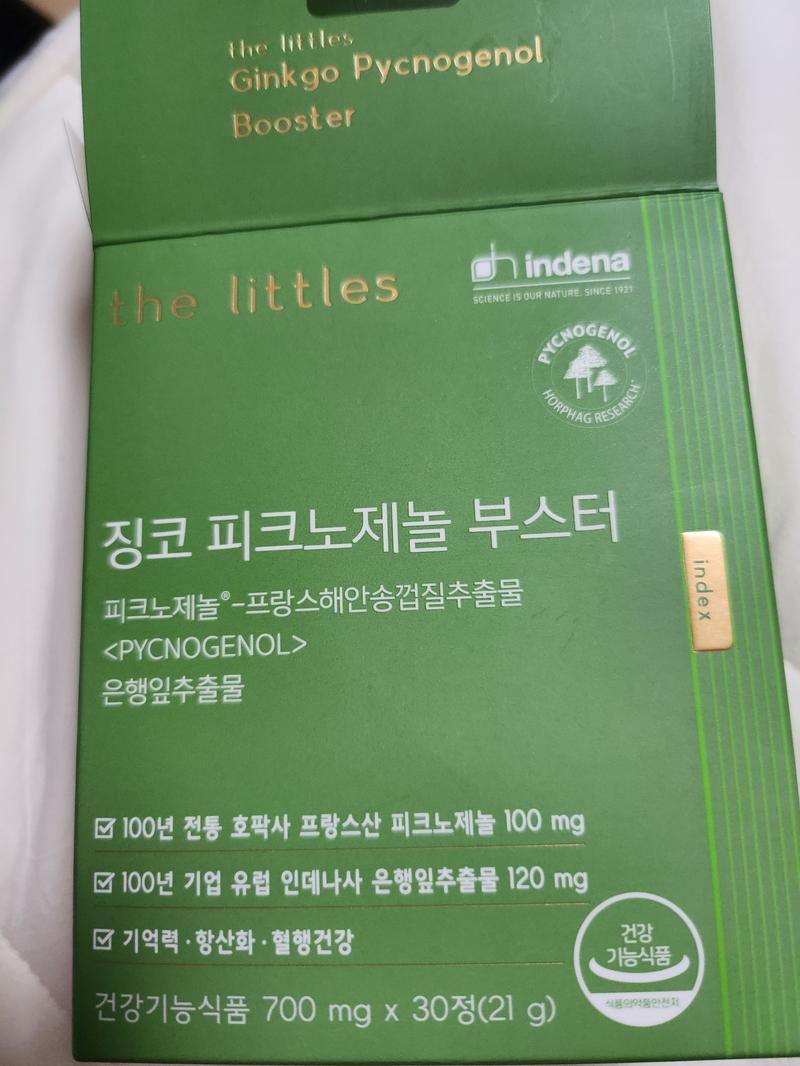 the littles
Ginkgo Pycnogenol
Booster
the littles
indena
SCIENCE IS OUR NATURE. SINCE 1921
PYCNOGENOL
HORPHAG RESEARCH
징코 피크노제놀 부스터
피크노제놀®-프랑스해안송껍질추출물
<PYCNOGENOL>
은행잎추출물
index
☑ 100년 전통 호팍사 프랑스산 피크노제놀 100 mg
☑ 100년 기업 유럽 인데나사 은행잎추출물 120 mg
☑ 기억력·항산화·혈행건강
건강
기능식품
식품의약품안전처
건강기능식품 700 mg x 30정(21 g)